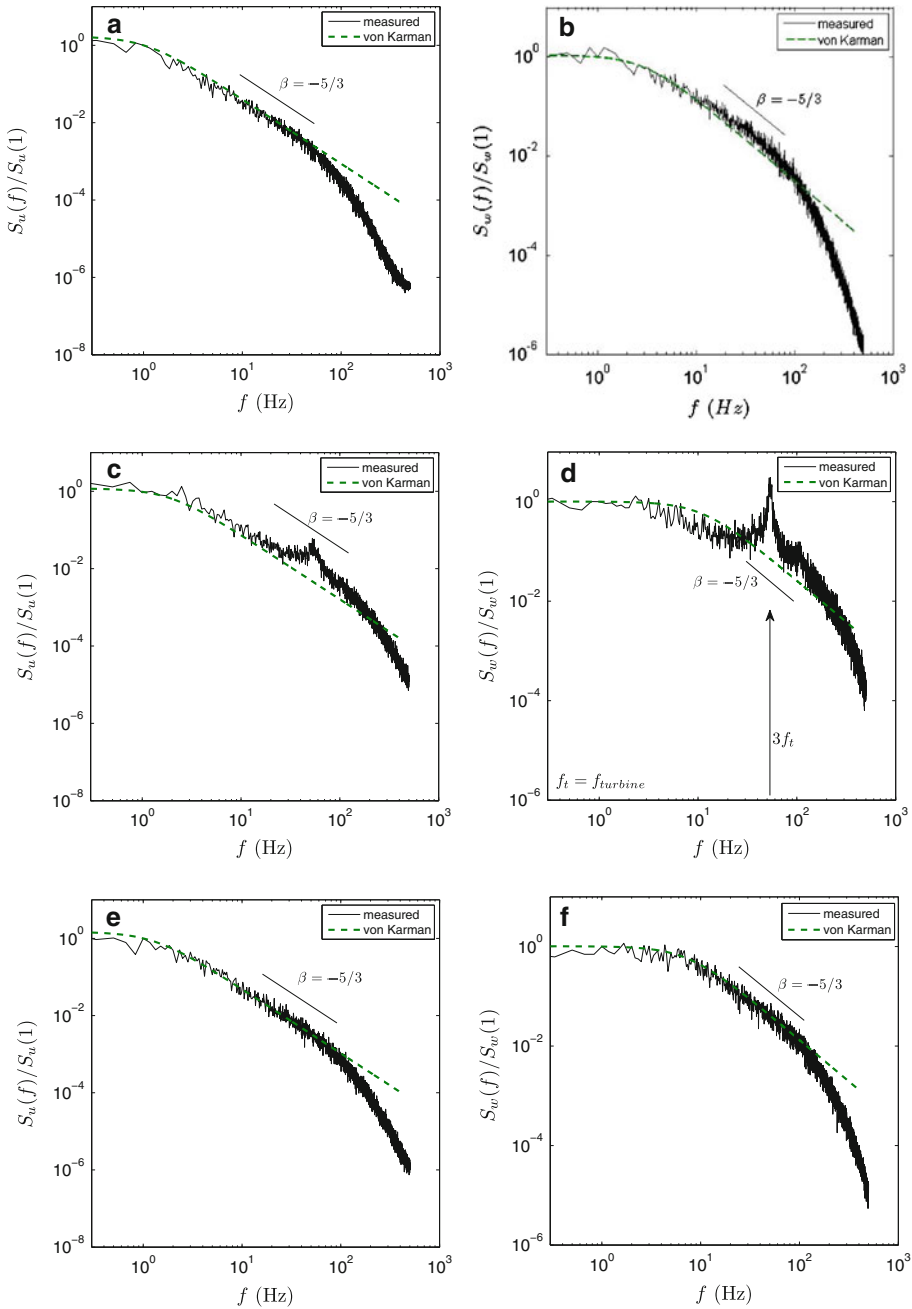 a
measured
von Karman
β = −5/3
10^0
10^-2
10^-4
10^-6
10^-8
S_u(f)/S_u(1)
10^0 10^1 10^2 10^3
f (Hz)
b
measured
von Karman
β = −5/3
10^0
10^-2
10^-4
10^-6
S_w(f)/S_w(1)
10^0 10^1 10^2 10^3
f (Hz)
c
measured
von Karman
β = −5/3
10^0
10^-2
10^-4
10^-6
10^-8
S_u(f)/S_u(1)
10^0 10^1 10^2 10^3
f (Hz)
d
measured
von Karman
β = −5/3
3f_t
f_t = f_turbine
10^0
10^-2
10^-4
10^-6
S_w(f)/S_w(1)
10^0 10^1 10^2 10^3
f (Hz)
e
measured
von Karman
β = −5/3
10^0
10^-2
10^-4
10^-6
10^-8
S_u(f)/S_u(1)
10^0 10^1 10^2 10^3
f (Hz)
f
measured
von Karman
β = −5/3
10^0
10^-2
10^-4
10^-6
S_w(f)/S_w(1)
10^0 10^1 10^2 10^3
f (Hz)